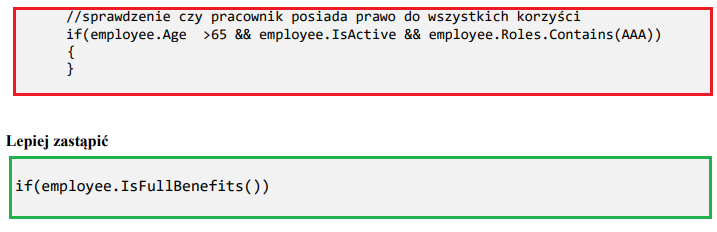 //sprawdzenie czy pracownik posiada prawo do wszystkich korzyści
if(employee.Age  >65 && employee.IsActive && employee.Roles.Contains(AAA))
{
}
Lepiej zastąpić
if(employee.IsFullBenefits())